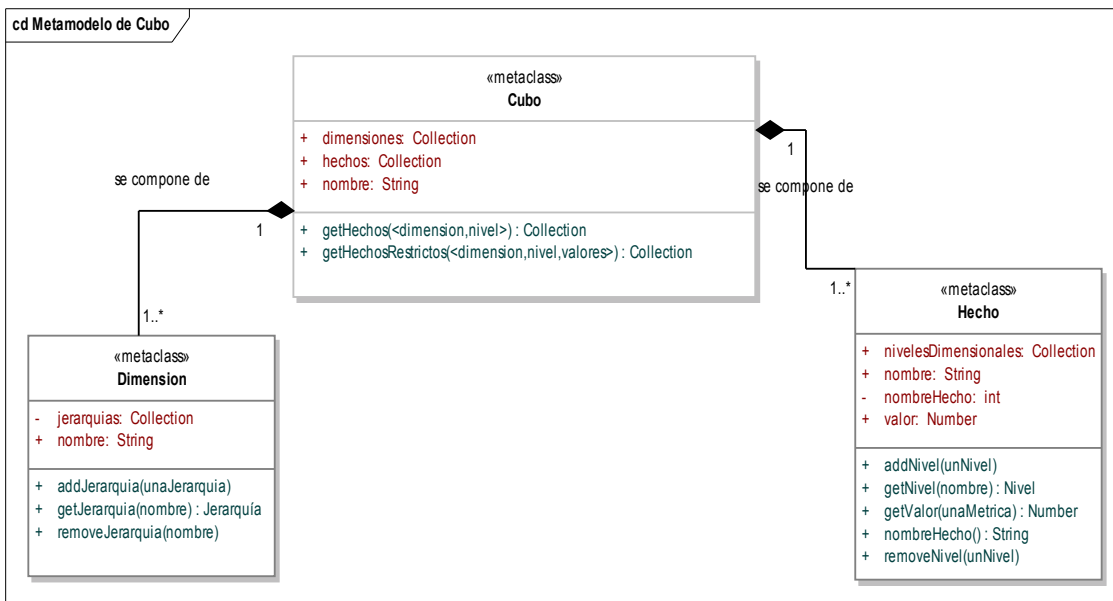 cd Metamodelo de Cubo
«metaclass»
Cubo
+ dimensiones: Collection
+ hechos: Collection
+ nombre: String
+ getHechos(<dimension,nivel>) : Collection
+ getHechosRestrictos(<dimension,nivel,valores>) : Collection
se compone de
1
1..*
1
se compone de
1..*
«metaclass»
Dimension
- jerarquias: Collection
+ nombre: String
+ addJerarquia(unaJerarquia)
+ getJerarquia(nombre) : Jerarquía
+ removeJerarquia(nombre)
«metaclass»
Hecho
+ nivelesDimensionales: Collection
+ nombre: String
- nombreHecho: int
+ valor: Number
+ addNivel(unNivel)
+ getNivel(nombre) : Nivel
+ getValor(unaMetrica) : Number
+ nombreHecho() : String
+ removeNivel(unNivel)